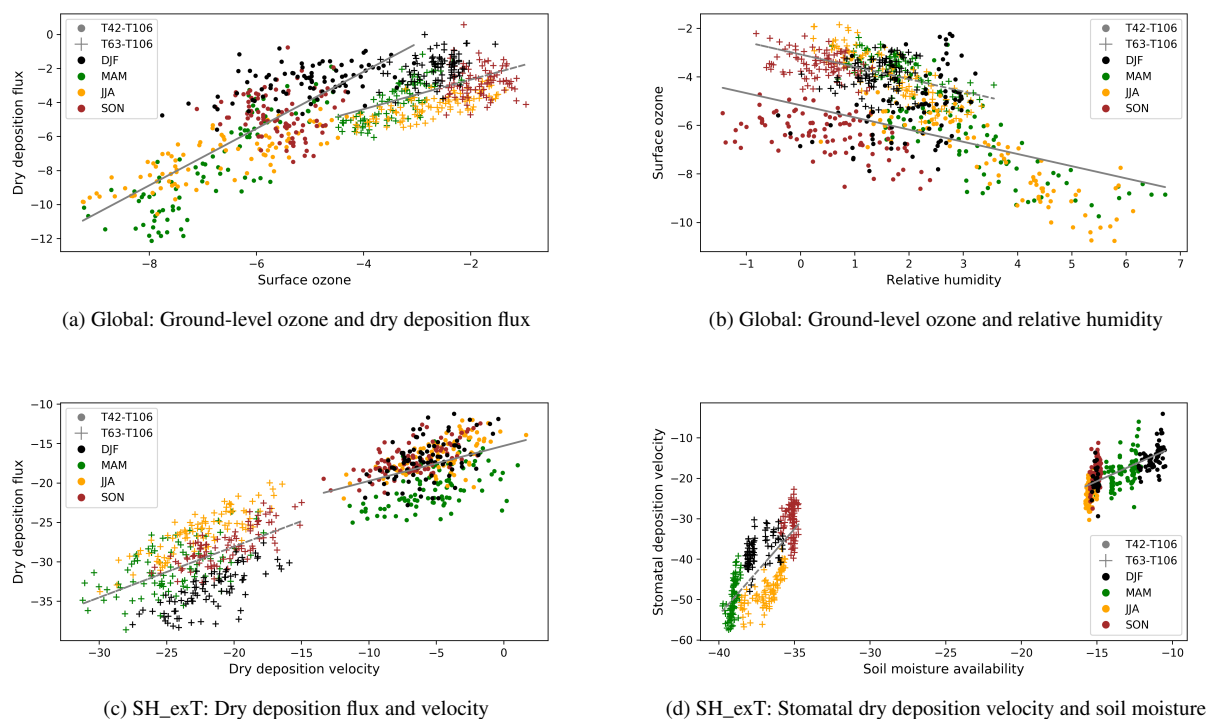 T42-T106
T63-T106
DJF
MAM
JJA
SON
0
−2
−4
−6
−8
−10
−12
Dry deposition flux
−8
−6
−4
−2
Surface ozone
(a) Global: Ground-level ozone and dry deposition flux
T42-T106
T63-T106
DJF
MAM
JJA
SON
−2
−4
−6
−8
−10
Surface ozone
−1
0
1
2
3
4
5
6
7
Relative humidity
(b) Global: Ground-level ozone and relative humidity
T42-T106
T63-T106
DJF
MAM
JJA
SON
−10
−15
−20
−25
−30
−35
Dry deposition flux
−30
−25
−20
−15
−10
−5
0
Dry deposition velocity
(c) SH_exT: Dry deposition flux and velocity
−10
−20
−30
−40
−50
−60
Stomatal deposition velocity
T42-T106
T63-T106
DJF
MAM
JJA
SON
−40
−35
−30
−25
−20
−15
−10
Soil moisture availability
(d) SH_exT: Stomatal dry deposition velocity and soil moisture